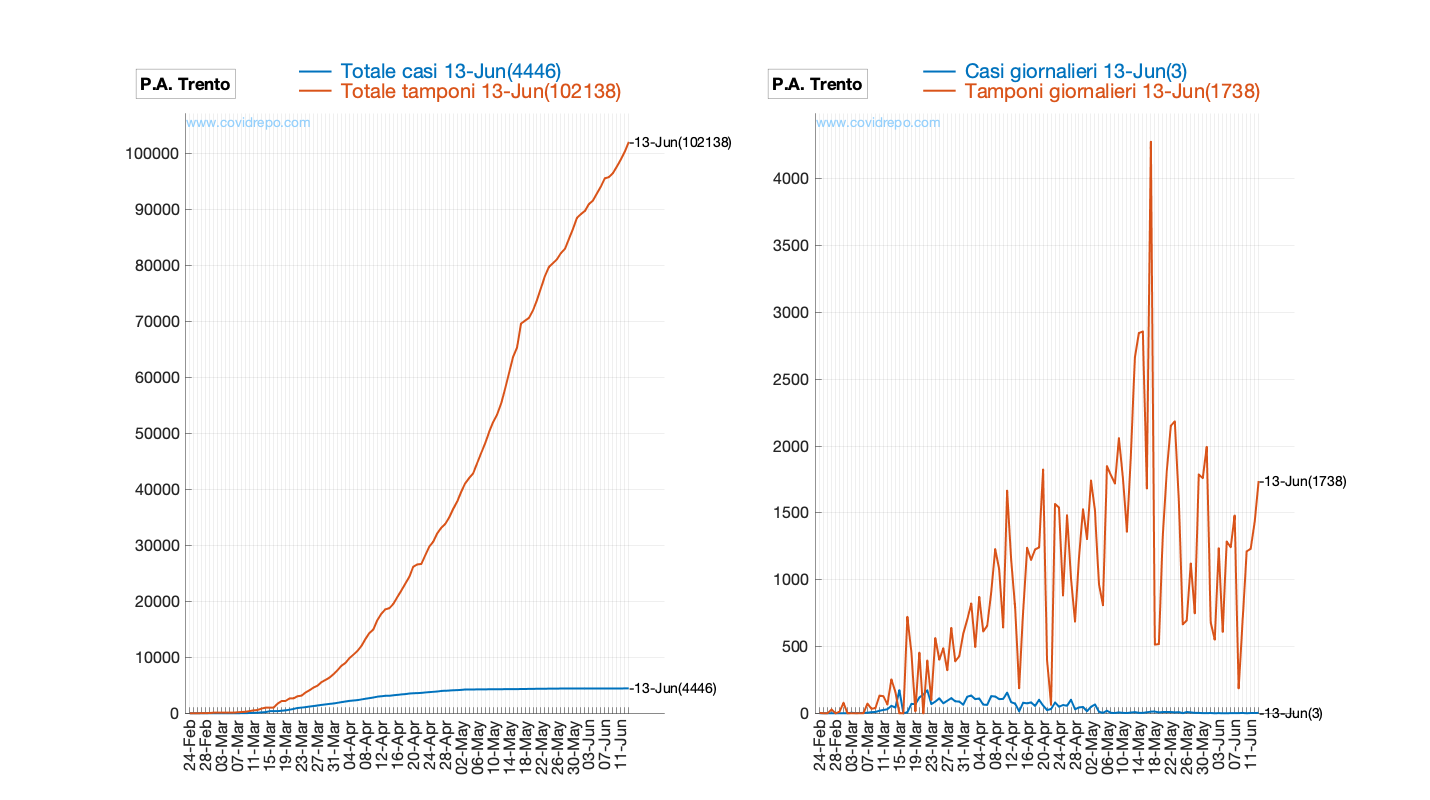 P.A. Trento
Totale casi 13-Jun(4446)
Totale tamponi 13-Jun(102138)
www.covidrepo.com
13-Jun(102138)
100000
90000
80000
70000
60000
50000
40000
30000
20000
10000
0
13-Jun(4446)
24-Feb
28-Feb
03-Mar
07-Mar
11-Mar
15-Mar
19-Mar
23-Mar
27-Mar
31-Mar
04-Apr
08-Apr
12-Apr
16-Apr
20-Apr
24-Apr
28-Apr
02-May
06-May
10-May
14-May
18-May
22-May
26-May
30-May
03-Jun
07-Jun
11-Jun
P.A. Trento
Casi giornalieri 13-Jun(3)
Tamponi giornalieri 13-Jun(1738)
www.covidrepo.com
4000
3500
3000
2500
2000
1500
1000
500
0
13-Jun(1738)
13-Jun(3)
24-Feb
28-Feb
03-Mar
07-Mar
11-Mar
15-Mar
19-Mar
23-Mar
27-Mar
31-Mar
04-Apr
08-Apr
12-Apr
16-Apr
20-Apr
24-Apr
28-Apr
02-May
06-May
10-May
14-May
18-May
22-May
26-May
30-May
03-Jun
07-Jun
11-Jun